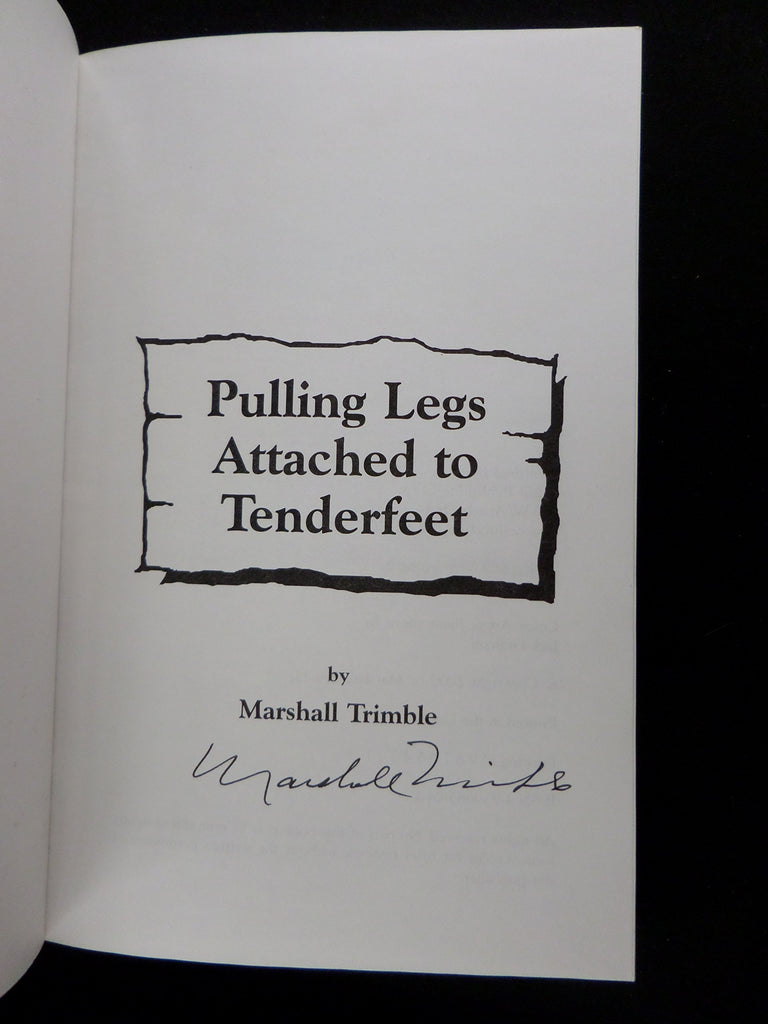 Pulling Legs
Attached to
Tenderfeet
by
Marshall Trimble
Marshall Trimble